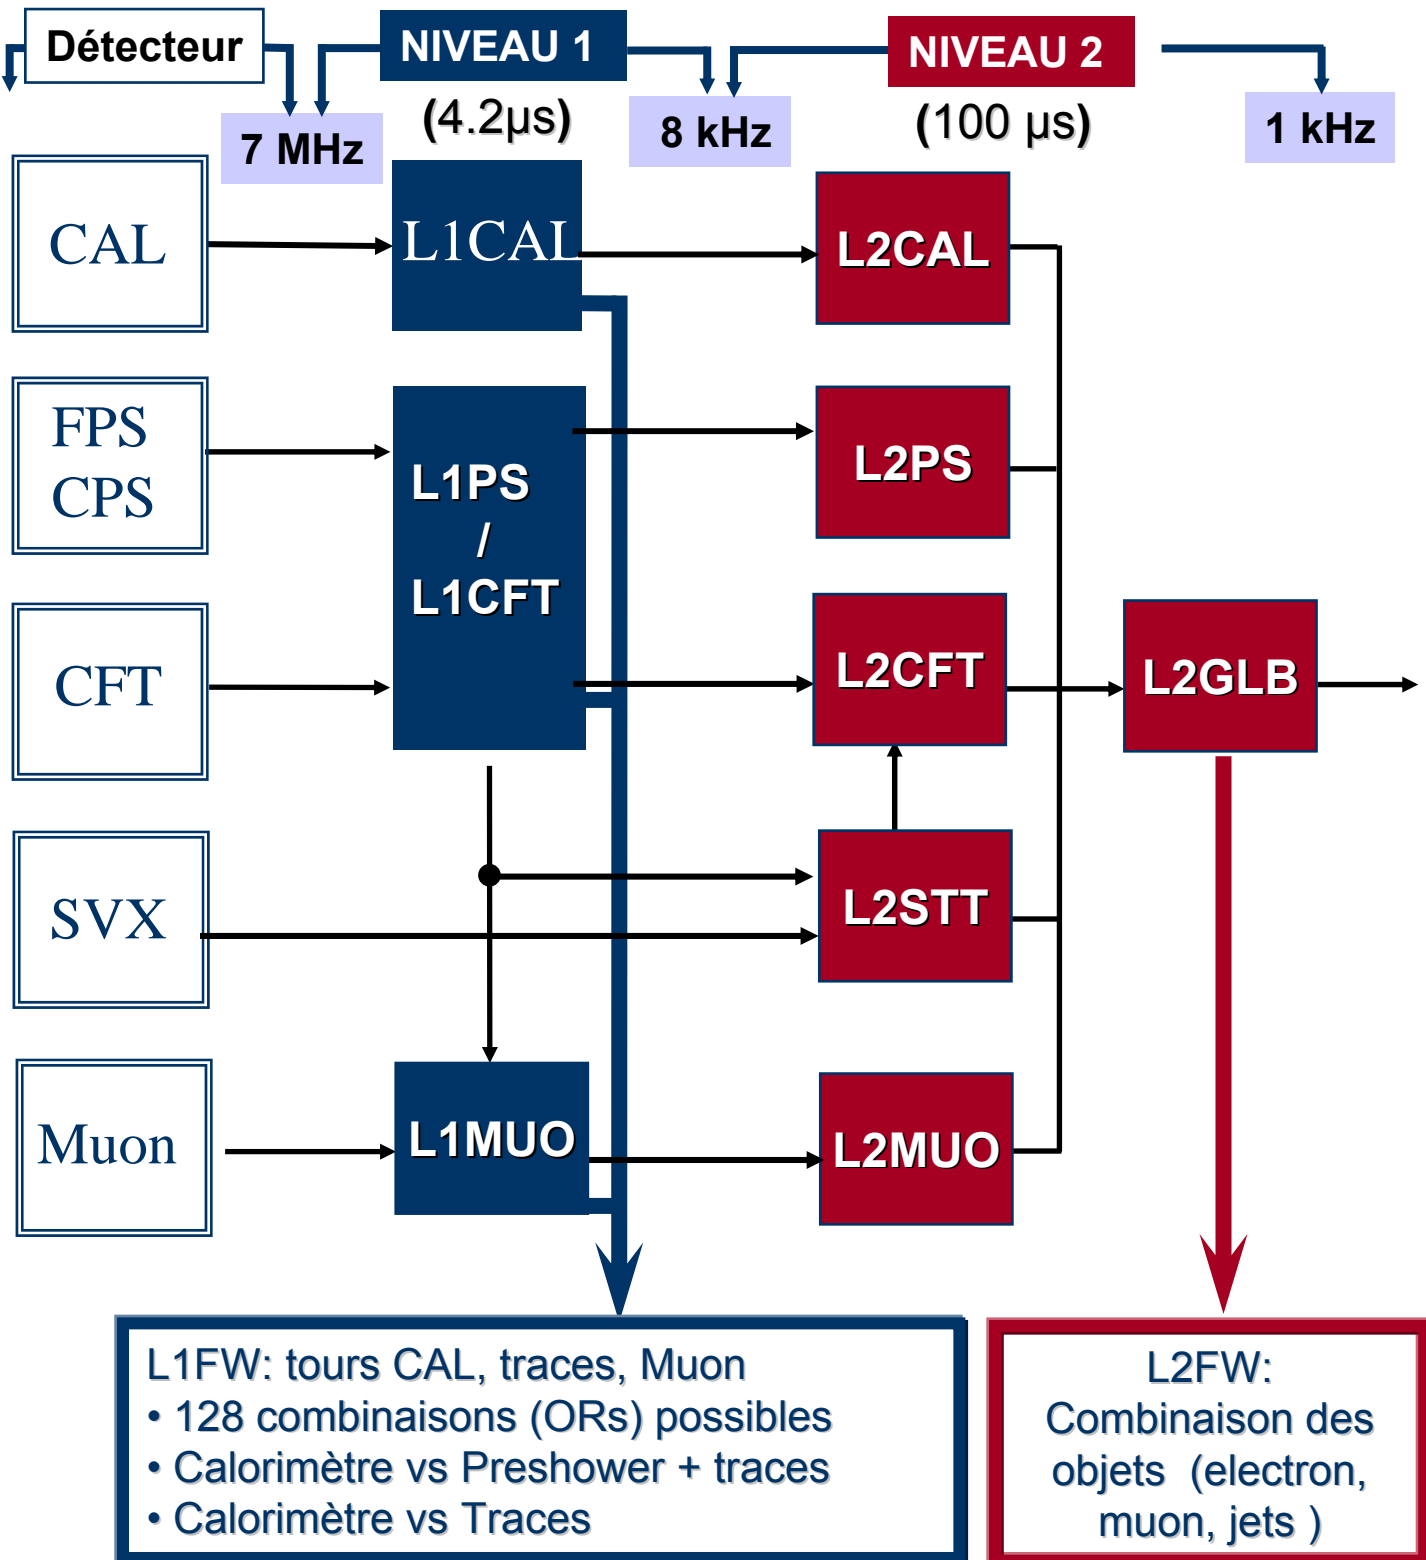 Détecteur
NIVEAU 1
NIVEAU 2
(4.2µs)
(100 µs)
7 MHz
8 kHz
1 kHz
CAL
L1CAL
L2CAL
FPS
CPS
L1PS
/
L1CFT
L2PS
CFT
L2CFT
L2GLB
SVX
L2STT
Muon
L1MUO
L2MUO
L1FW: tours CAL, traces, Muon
• 128 combinaisons (ORs) possibles
• Calorimètre vs Preshower + traces
• Calorimètre vs Traces
L2FW:
Combinaison des
objets (electron,
muon, jets )